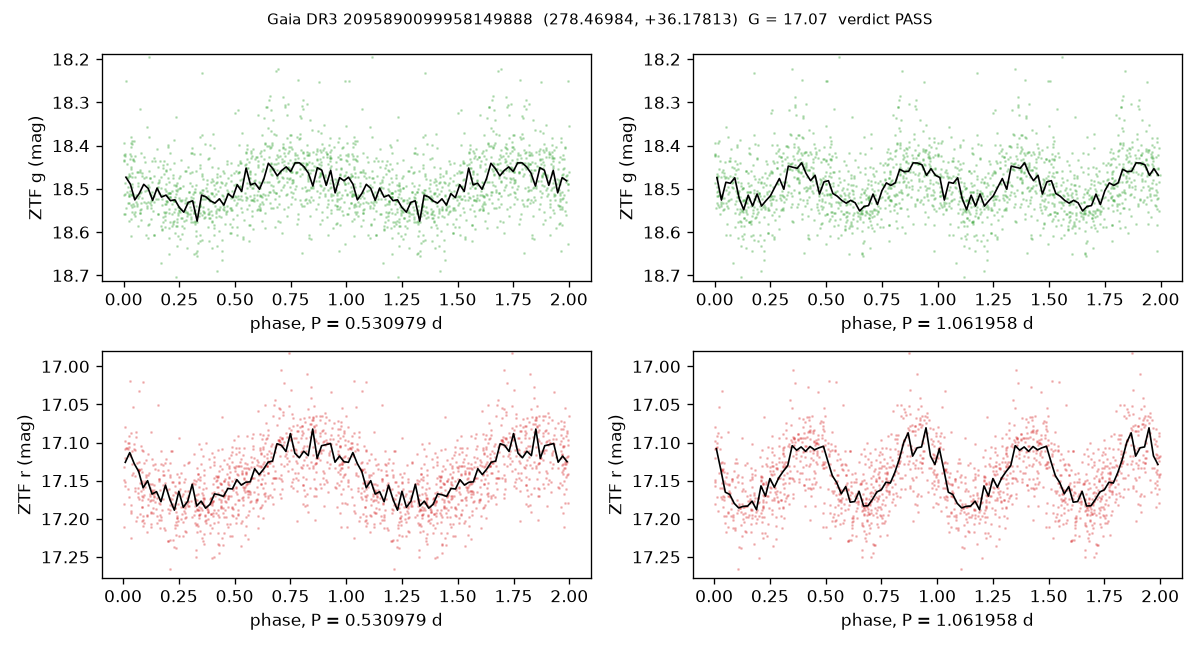 Gaia DR3 2095890099958149888 (278.46984, +36.17813) G = 17.07 verdict PASS
18.2
18.3
18.4
18.5
18.6
18.7
ZTF g (mag)
0.00 0.25 0.50 0.75 1.00 1.25 1.50 1.75 2.00
phase, P = 0.530979 d
18.2
18.3
18.4
18.5
18.6
18.7
ZTF g (mag)
0.00 0.25 0.50 0.75 1.00 1.25 1.50 1.75 2.00
phase, P = 1.061958 d
17.00
17.05
17.10
17.15
17.20
17.25
ZTF r (mag)
0.00 0.25 0.50 0.75 1.00 1.25 1.50 1.75 2.00
phase, P = 0.530979 d
17.00
17.05
17.10
17.15
17.20
17.25
ZTF r (mag)
0.00 0.25 0.50 0.75 1.00 1.25 1.50 1.75 2.00
phase, P = 1.061958 d